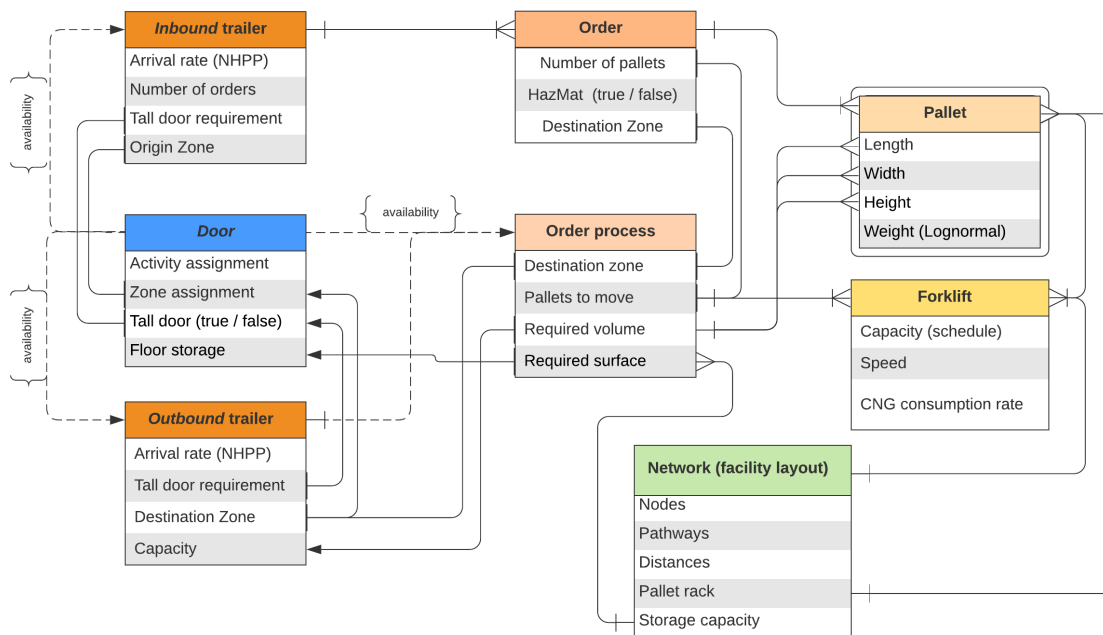 Inbound trailer
Arrival rate (NHPP)
Number of orders
Tall door requirement
Origin Zone
availability
Order
Number of pallets
HazMat (true / false)
Destination Zone
Pallet
Length
Width
Height
Weight (Lognormal)
Door
Activity assignment
Zone assignment
Tall door (true / false)
Floor storage
availability
availability
Order process
Destination zone
Pallets to move
Required volume
Required surface
Forklift
Capacity (schedule)
Speed
CNG consumption rate
Outbound trailer
Arrival rate (NHPP)
Tall door requirement
Destination Zone
Capacity
Network (facility layout)
Nodes
Pathways
Distances
Pallet rack
Storage capacity